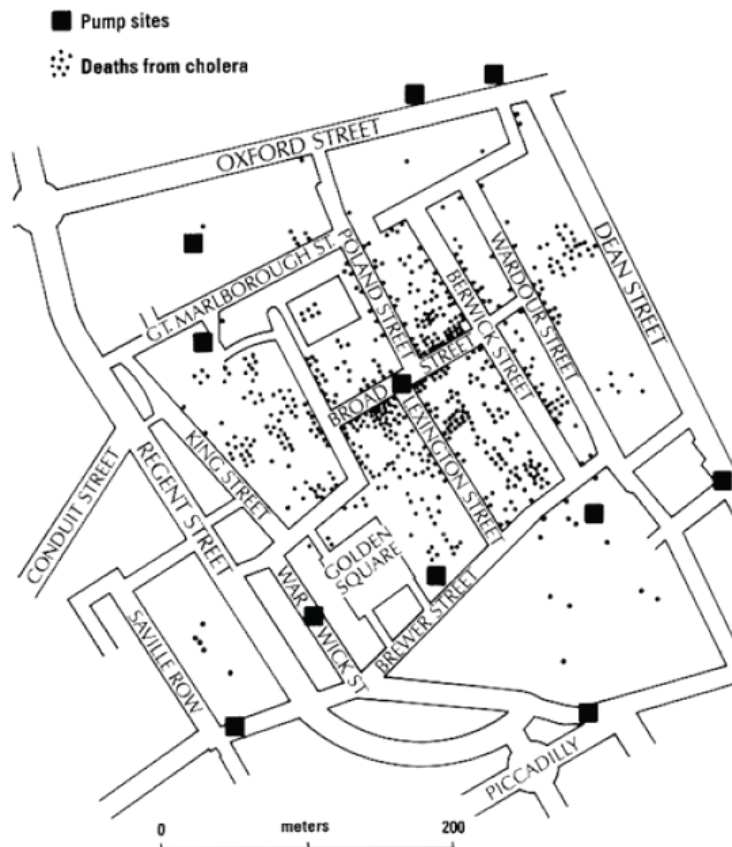 Pump sites
Deaths from cholera
OXFORD STREET
GT. MARLBOROUGH ST.
POLAND STREET
BERWICK STREET
WARDOUR STREET
DEAN STREET
BROAD STREET
LEXINGTON STREET
KING STREET
REGENT STREET
CONDUIT STREET
GOLDEN
SQUARE
WARWICK ST
BREWER STREET
SAVILLE ROW
PICCADILLY
0 meters 200